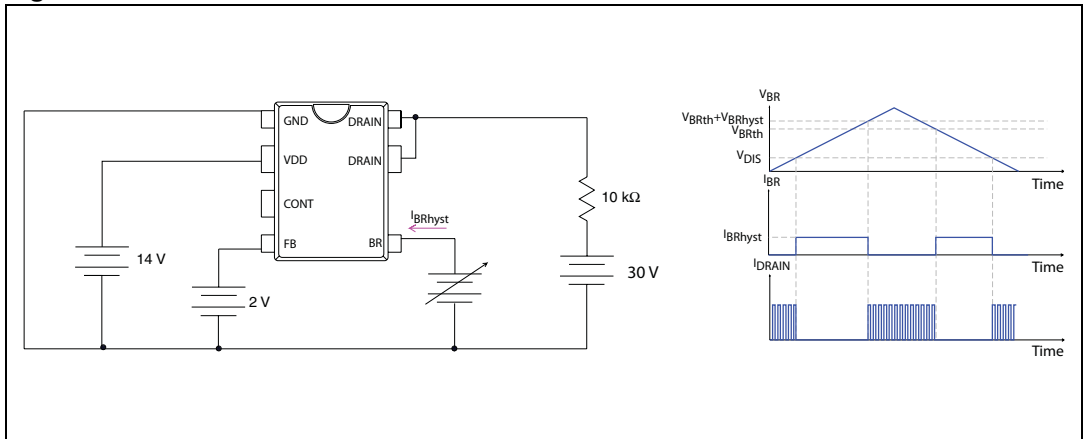 GND
DRAIN
VDD
DRAIN
CONT
FB
BR
IBRhyst
14 V
2 V
10 kΩ
30 V
VBR
VBRth+VBRhyst
VBRth
VDIS
Time
IBR
IBRhyst
Time
IDRAIN
Time